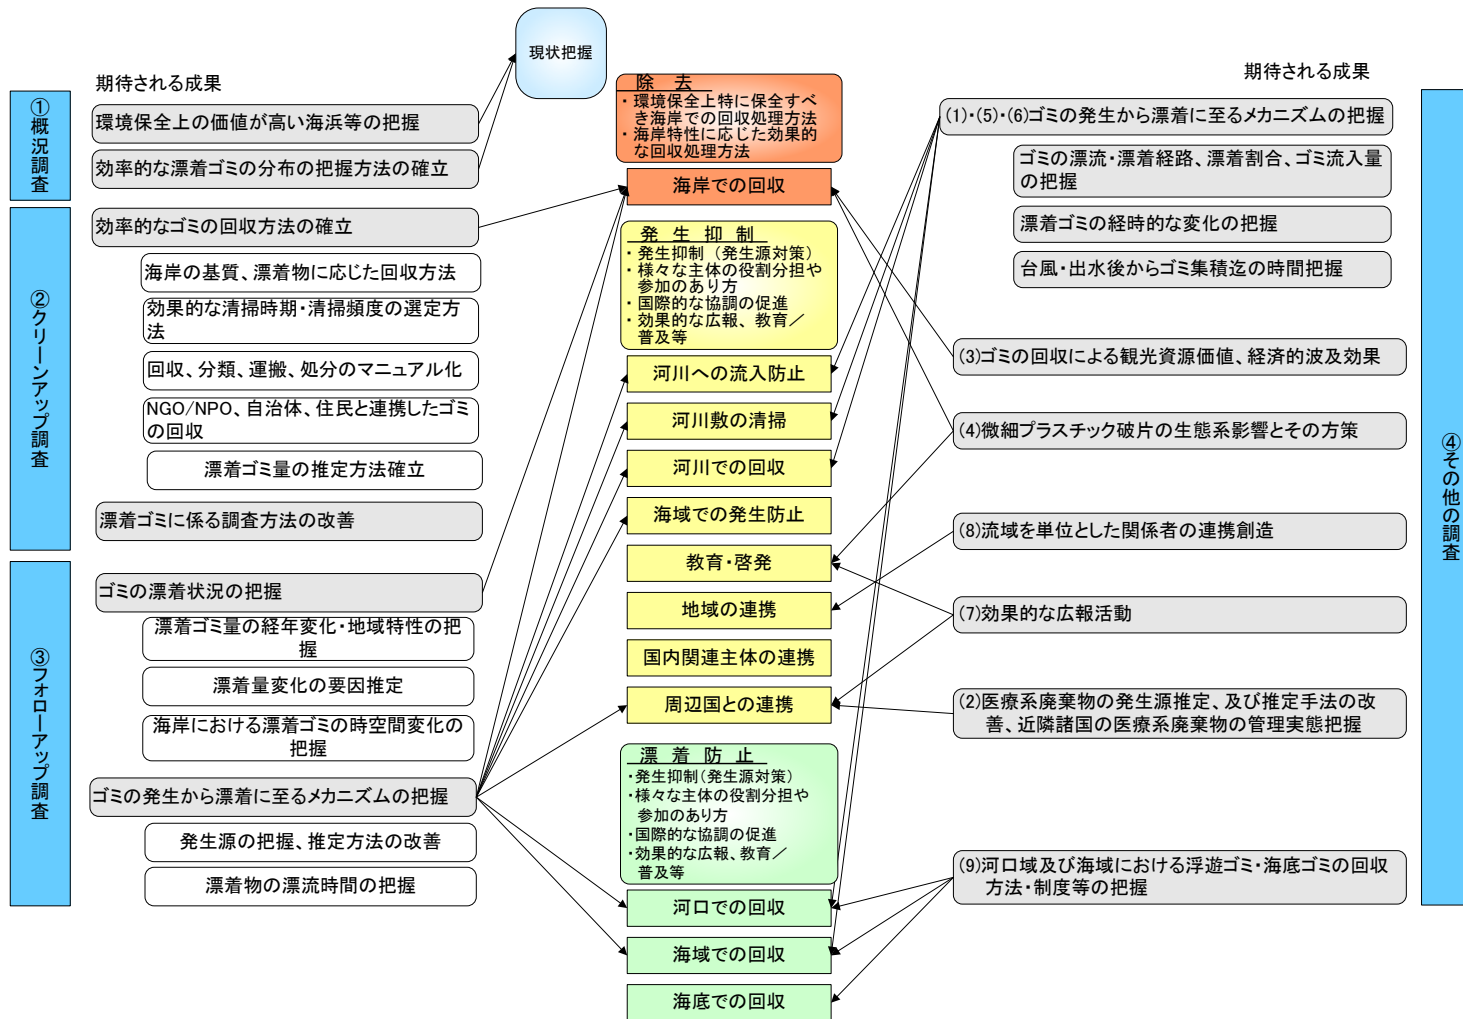 現状把握
期待される成果
①概況調査
環境保全上の価値が高い海浜等の把握
効率的な漂着ゴミの分布の把握方法の確立
②クリーンアップ調査
効率的なゴミの回収方法の確立
海岸の基質、漂着物に応じた回収方法
効果的な清掃時期・清掃頻度の選定方
法
回収、分類、運搬、処分のマニュアル化
NGO/NPO、自治体、住民と連携したゴミ
の回収
漂着ゴミ量の推定方法確立
漂着ゴミに係る調査方法の改善
③フォローアップ調査
ゴミの漂着状況の把握
漂着ゴミ量の経年変化・地域特性の把
握
漂着量変化の要因推定
海岸における漂着ゴミの時空間変化の
把握
ゴミの発生から漂着に至るメカニズムの把握
発生源の把握、推定方法の改善
漂着物の漂流時間の把握
除 去
・環境保全上特に保全すべ
き海岸での回収処理方法
・海岸特性に応じた効果的
な回収処理方法
海岸での回収
発 生 抑 制
・発生抑制（発生源対策）
・様々な主体の役割分担や
参加のあり方
・国際的な協調の促進
・効果的な広報、教育／
普及等
河川への流入防止
河川敷の清掃
河川での回収
海域での発生防止
教育・啓発
地域の連携
国内関連主体の連携
周辺国との連携
漂 着 防 止
・発生抑制（発生源対策）
・様々な主体の役割分担や
参加のあり方
・国際的な協調の促進
・効果的な広報、教育／
普及等
河口での回収
海域での回収
海底での回収
期待される成果
④その他の調査
(1)・(5)・(6)ゴミの発生から漂着に至るメカニズムの把握
ゴミの漂流・漂着経路、漂着割合、ゴミ流入量
の把握
漂着ゴミの経時的な変化の把握
台風・出水後からゴミ集積迄の時間把握
(3)ゴミの回収による観光資源価値、経済的波及効果
(4)微細プラスチック破片の生態系影響とその方策
(8)流域を単位とした関係者の連携創造
(7)効果的な広報活動
(2)医療系廃棄物の発生源推定、及び推定手法の改
善、近隣諸国の医療系廃棄物の管理実態把握
(9)河口域及び海域における浮遊ゴミ・海底ゴミの回収
方法・制度等の把握